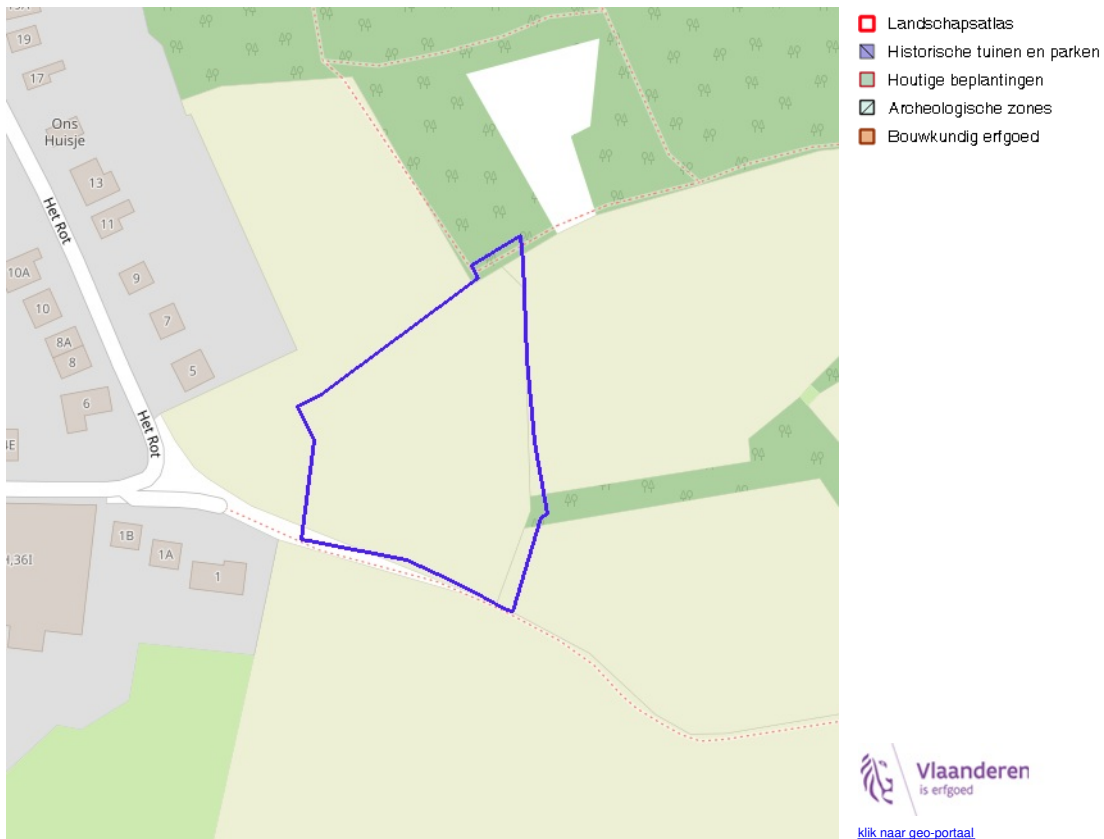 19
17
Ons
Huisje
13
11
Het Rot
10A
9
10
7
8A
8
5
6
Het Rot
1B
1A
1
H,36I
Landschapsatlas
Historische tuinen en parken
Houtige beplantingen
Archeologische zones
Bouwkundig erfgoed
Vlaanderen
is erfgoed
klik naar geo-portaal